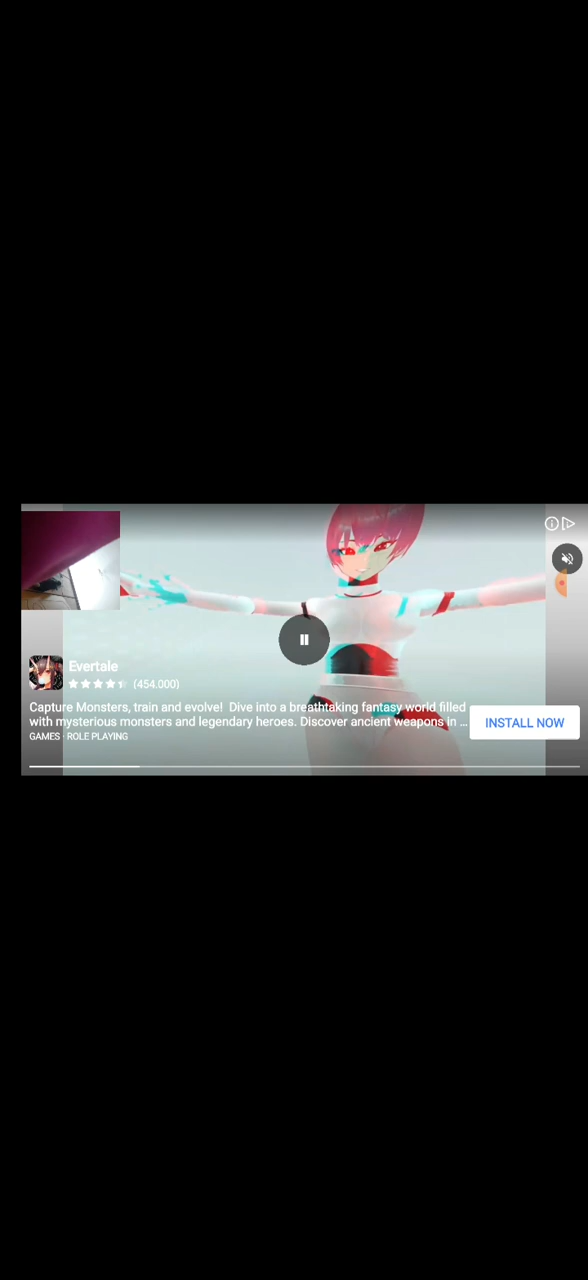 Evertale
(454.000)
Capture Monsters, train and evolve! Dive into a breathtaking fantasy world filled
with mysterious monsters and legendary heroes. Discover ancient weapons in ...
INSTALL NOW
GAMES · ROLE PLAYING